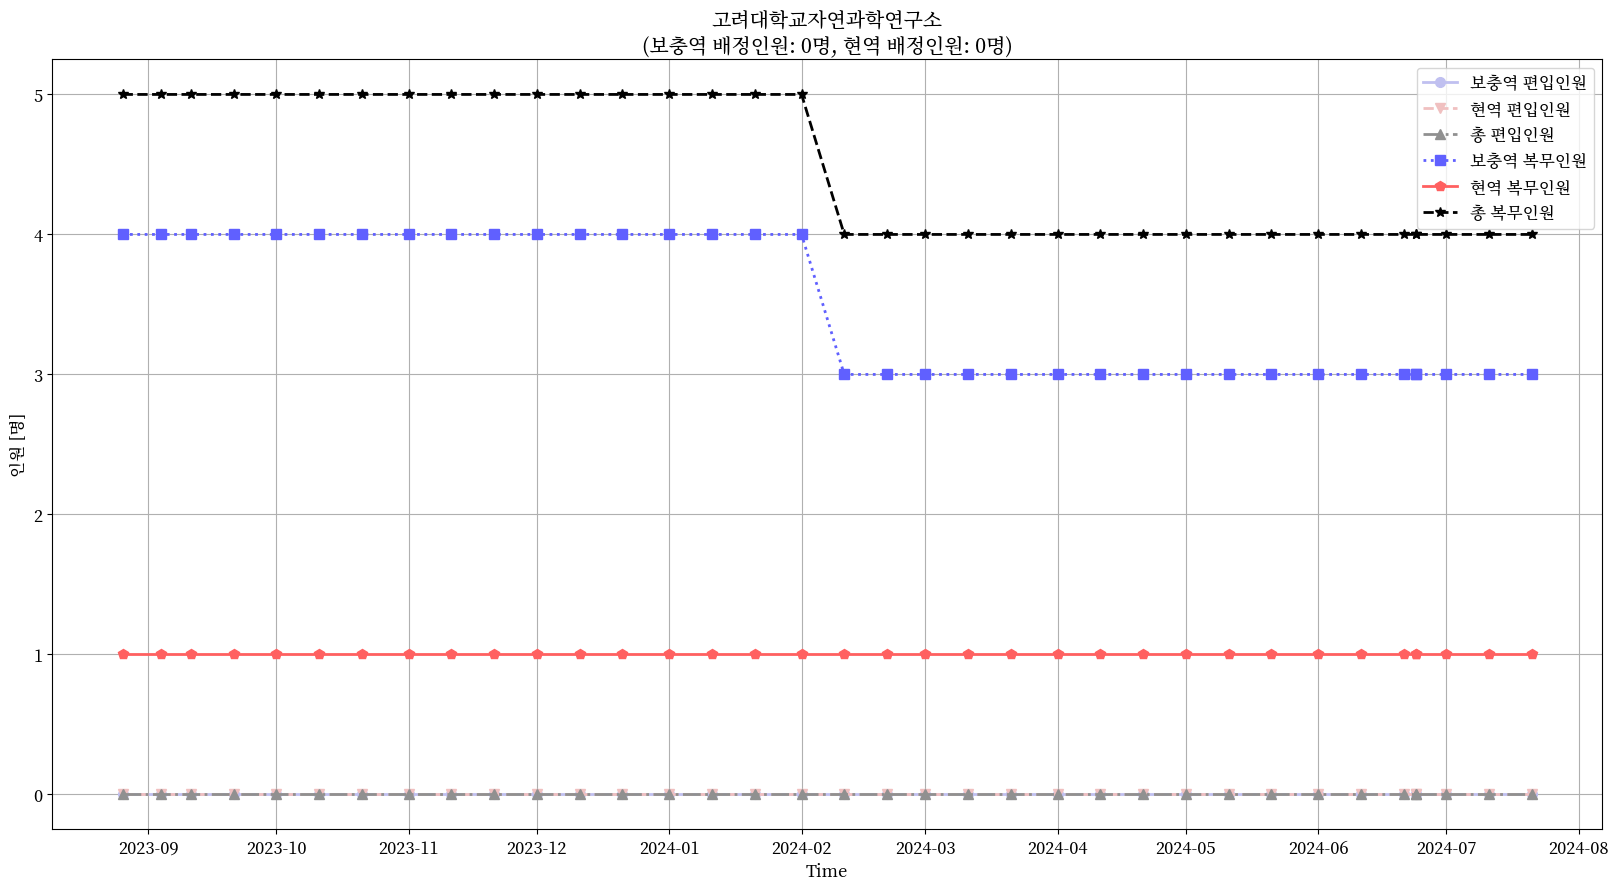 고려대학교자연과학연구소
(보충역 배정인원: 0명, 현역 배정인원: 0명)
보충역 편입인원
현역 편입인원
총 편입인원
보충역 복무인원
현역 복무인원
총 복무인원
인원 [명]
5
4
3
2
1
0
2023-09 2023-10 2023-11 2023-12 2024-01 2024-02 2024-03 2024-04 2024-05 2024-06 2024-07 2024-08
Time